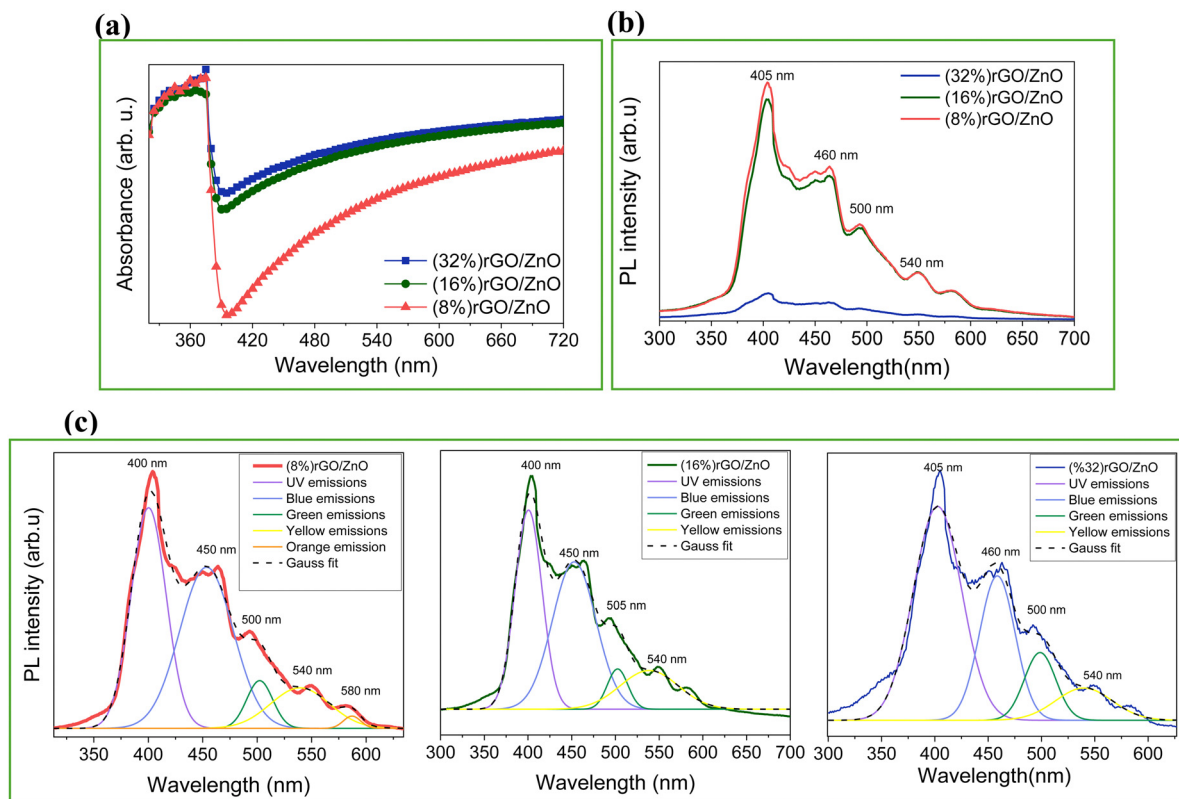 (a)
Absorbance (arb. u.)
(32%)rGO/ZnO
(16%)rGO/ZnO
(8%)rGO/ZnO
360 420 480 540 600 660 720
Wavelength (nm)
(b)
PL intensity (arb.u)
405 nm
460 nm
500 nm
540 nm
(32%)rGO/ZnO
(16%)rGO/ZnO
(8%)rGO/ZnO
300 350 400 450 500 550 600 650 700
Wavelength(nm)
(c)
PL intensity (arb.u)
400 nm
450 nm
500 nm
540 nm
580 nm
(8%)rGO/ZnO
UV emissions
Blue emissions
Green emissions
Yellow emissions
Orange emission
Gauss fit
350 400 450 500 550 600
Wavelength (nm)
400 nm
450 nm
505 nm
540 nm
(16%)rGO/ZnO
UV emissions
Blue emissions
Green emissions
Yellow emissions
Gauss fit
300 350 400 450 500 550 600 650 700
Wavelength (nm)
405 nm
460 nm
500 nm
540 nm
(%32)rGO/ZnO
UV emissions
Blue emissions
Green emissions
Yellow emissions
Gauss fit
300 350 400 450 500 550 600
Wavelength(nm)